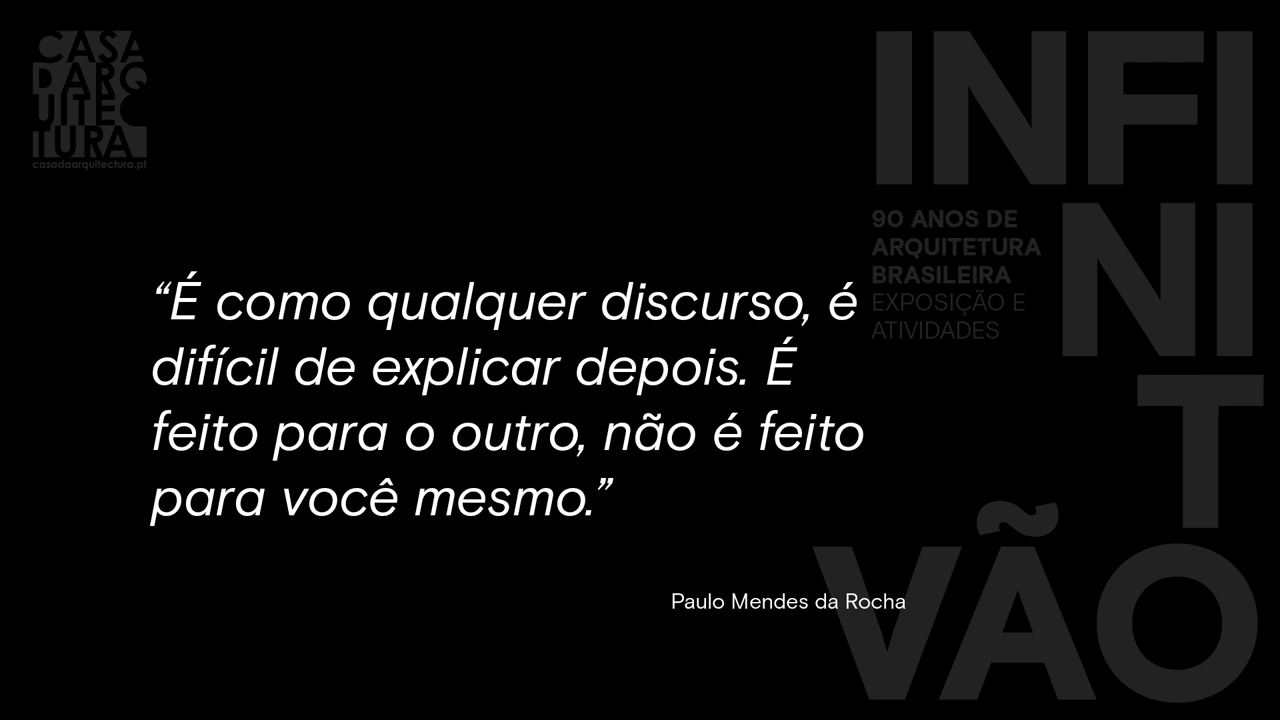 CASA
DARQ
UITEC
TURA
casadaarquitectura.pt
INFI
NI
T
VÃO
90 ANOS DE
ARQUITETURA
BRASILEIRA
EXPOSIÇÃO E
ATIVIDADES
“É como qualquer discurso, é
difícil de explicar depois. É
feito para o outro, não é feito
para você mesmo.”
Paulo Mendes da Rocha